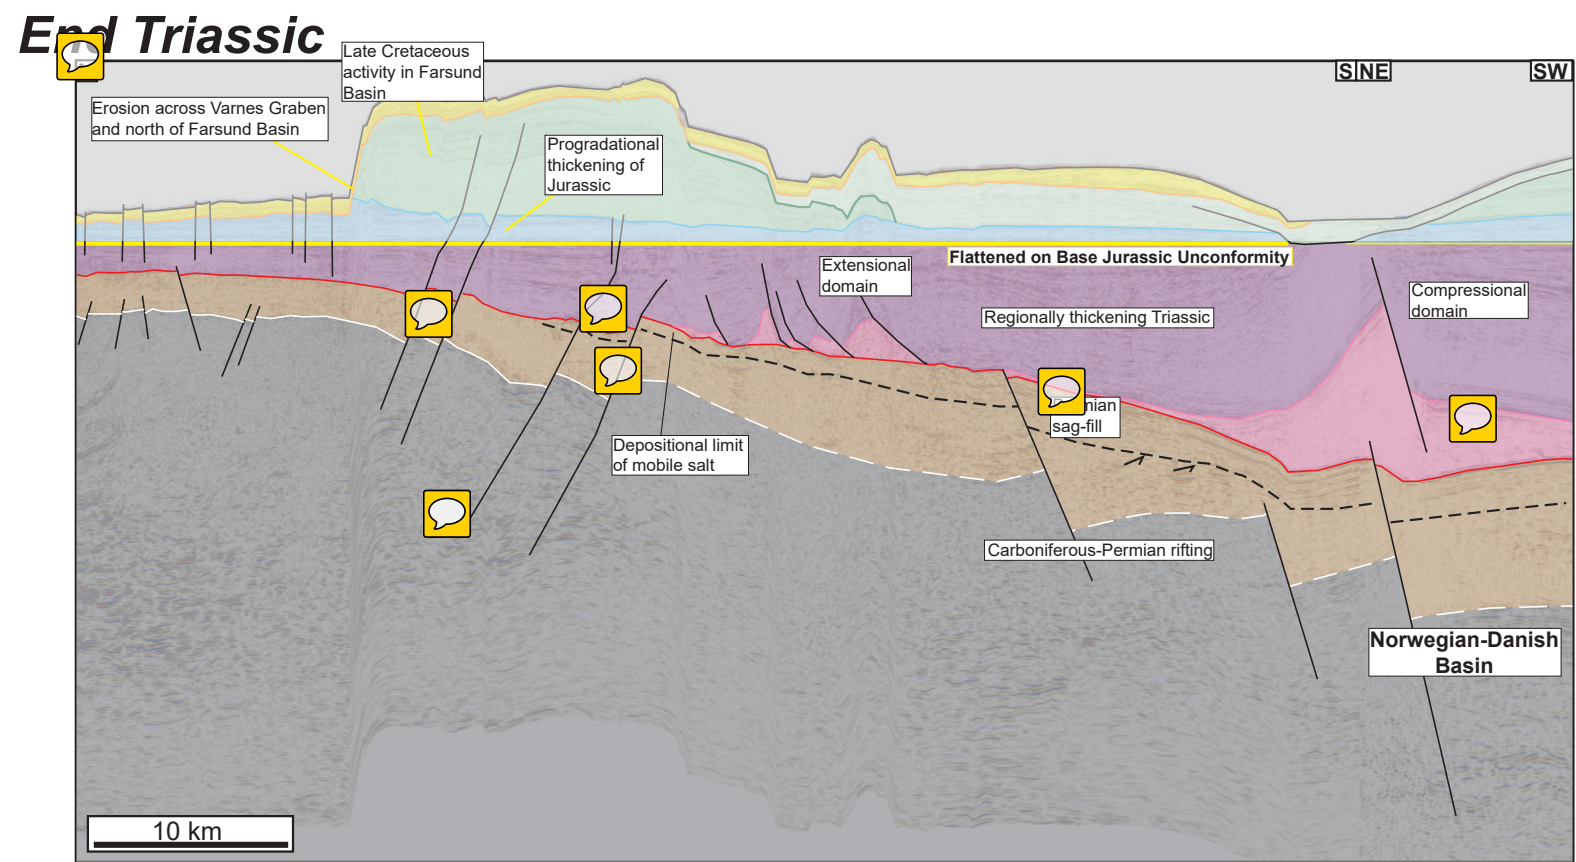 End Triassic
Late Cretaceous
activity in Farsund
Basin
S NE
SW
Erosion across Varnes Graben
and north of Farsund Basin
Progradational
thickening of
Jurassic
Flattened on Base Jurassic Unconformity
Extensional
domain
Compressional
domain
Regionally thickening Triassic
sag-fill
Depositional limit
of mobile salt
Carboniferous-Permian rifting
Norwegian-Danish
Basin
10 km